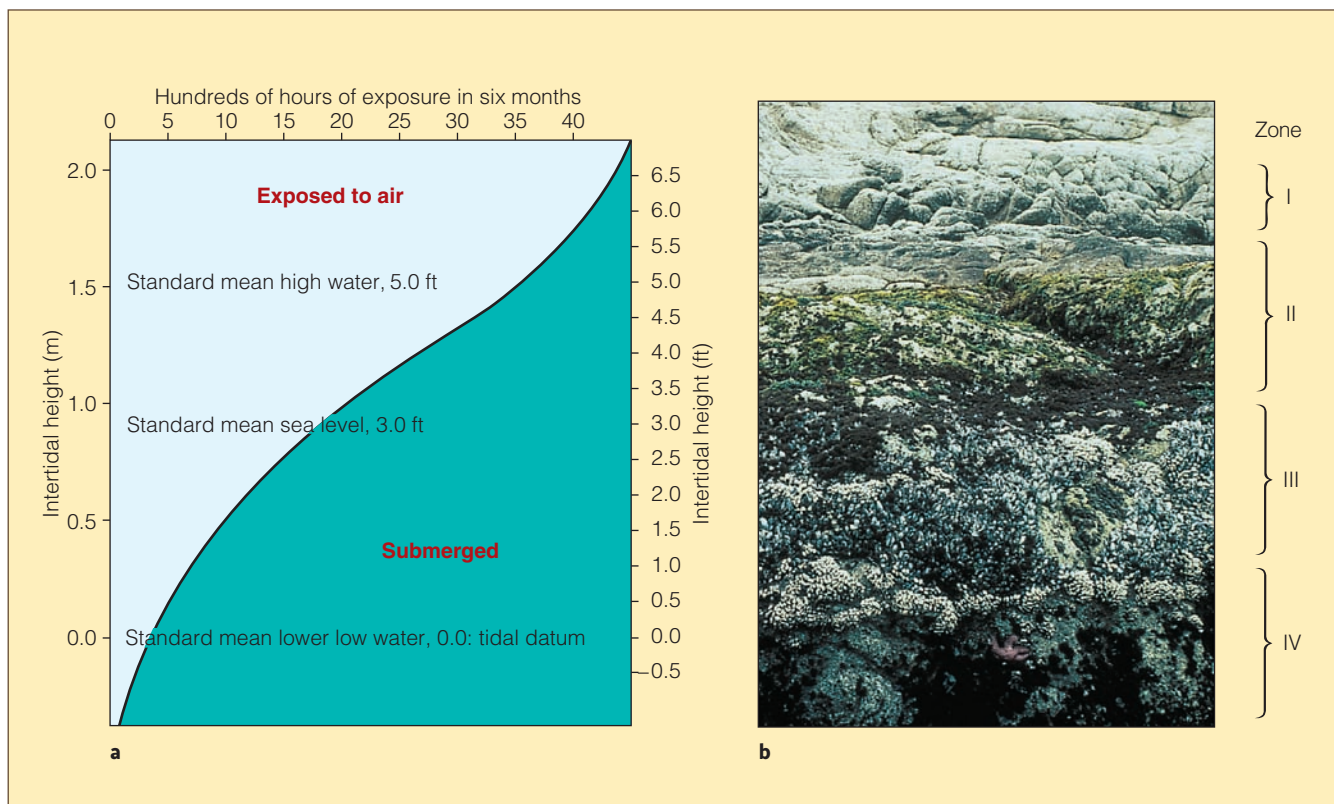 Hundreds of hours of exposure in six months
0 5 10 15 20 25 30 35 40
2.0
1.5
1.0
0.5
0.0
Intertidal height (m)
Exposed to air
Standard mean high water, 5.0 ft
Standard mean sea level, 3.0 ft
Submerged
Standard mean lower low water, 0.0: tidal datum
6.5
6.0
5.5
5.0
4.5
4.0
3.5
3.0
2.5
2.0
1.5
1.0
0.5
0.0
–0.5
Intertidal height (ft)
a
Zone
I
II
III
IV
b